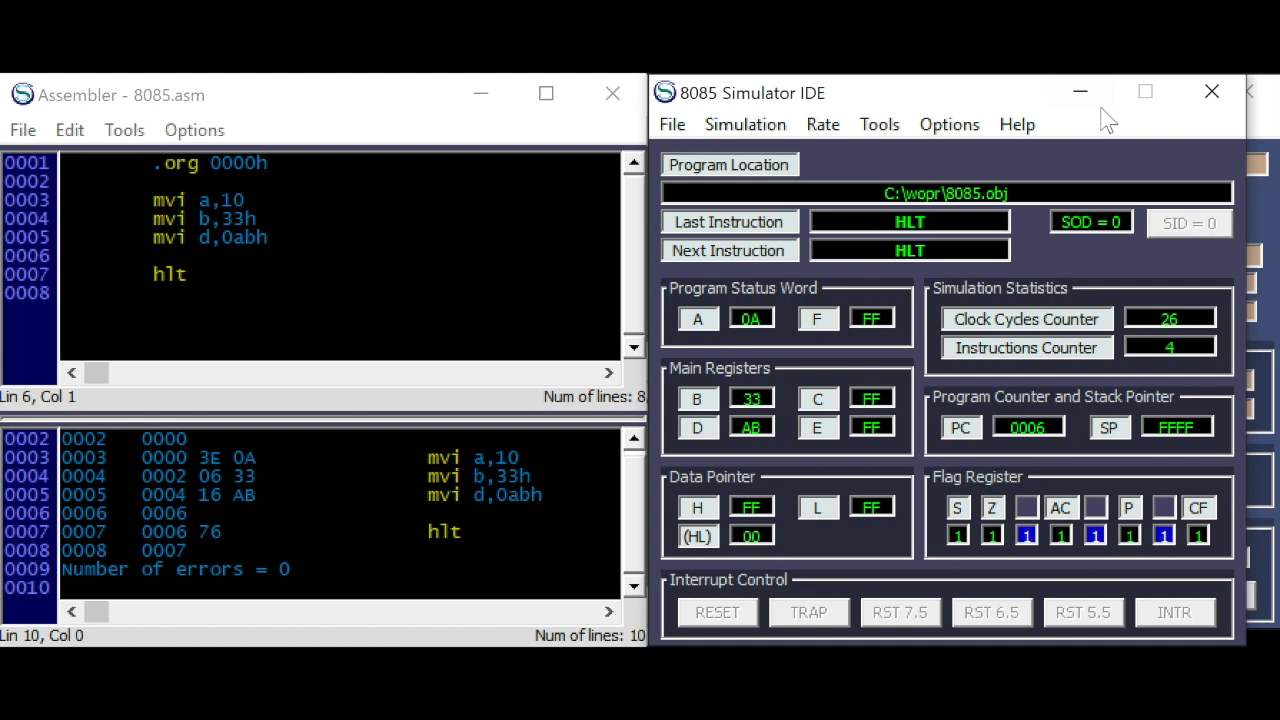 Assembler - 8085.asm
File Edit Tools Options
0001 .org 0000h
0002
0003 mvi a,10
0004 mvi b,33h
0005 mvi d,0abh
0006
0007 hlt
0008
Lin 6, Col 1 Num of lines: 8
0002 0002 0000
0003 0003 0000 3E 0A mvi a,10
0004 0004 0002 06 33 mvi b,33h
0005 0005 0004 16 AB mvi d,0abh
0006 0006 0006
0007 0007 0006 76 hlt
0008 0008 0007
0009 Number of errors = 0
0010
Lin 10, Col 0 Num of lines: 10
8085 Simulator IDE
File Simulation Rate Tools Options Help
Program Location
C:\wopr\8085.obj
Last Instruction HLT SOD = 0 SID = 0
Next Instruction HLT
Program Status Word
A 0A F FF
Main Registers
B 33 C FF
D AB E FF
Data Pointer
H FF L FF
(HL) 00
Simulation Statistics
Clock Cycles Counter 26
Instructions Counter 4
Program Counter and Stack Pointer
PC 0006 SP FFFF
Flag Register
S Z AC P CF
1 1 1 1 1 1 1 1
Interrupt Control
RESET TRAP RST 7.5 RST 6.5 RST 5.5 INTR